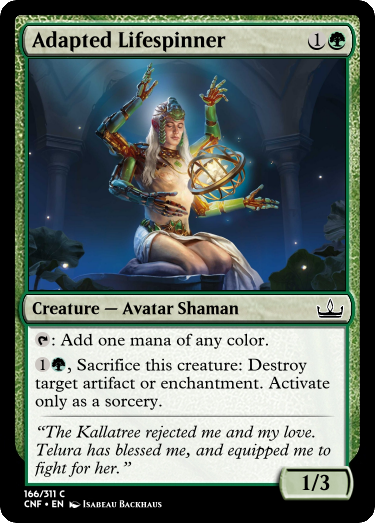 Adapted Lifespinner 1
Creature — Avatar Shaman
: Add one mana of any color.
1, Sacrifice this creature: Destroy
target artifact or enchantment. Activate
only as a sorcery.
“The Kallatree rejected me and my love.
Telura has blessed me, and equipped me to
fight for her.”
1/3
166/311 C
CNF • EN Isabeau Backhaus